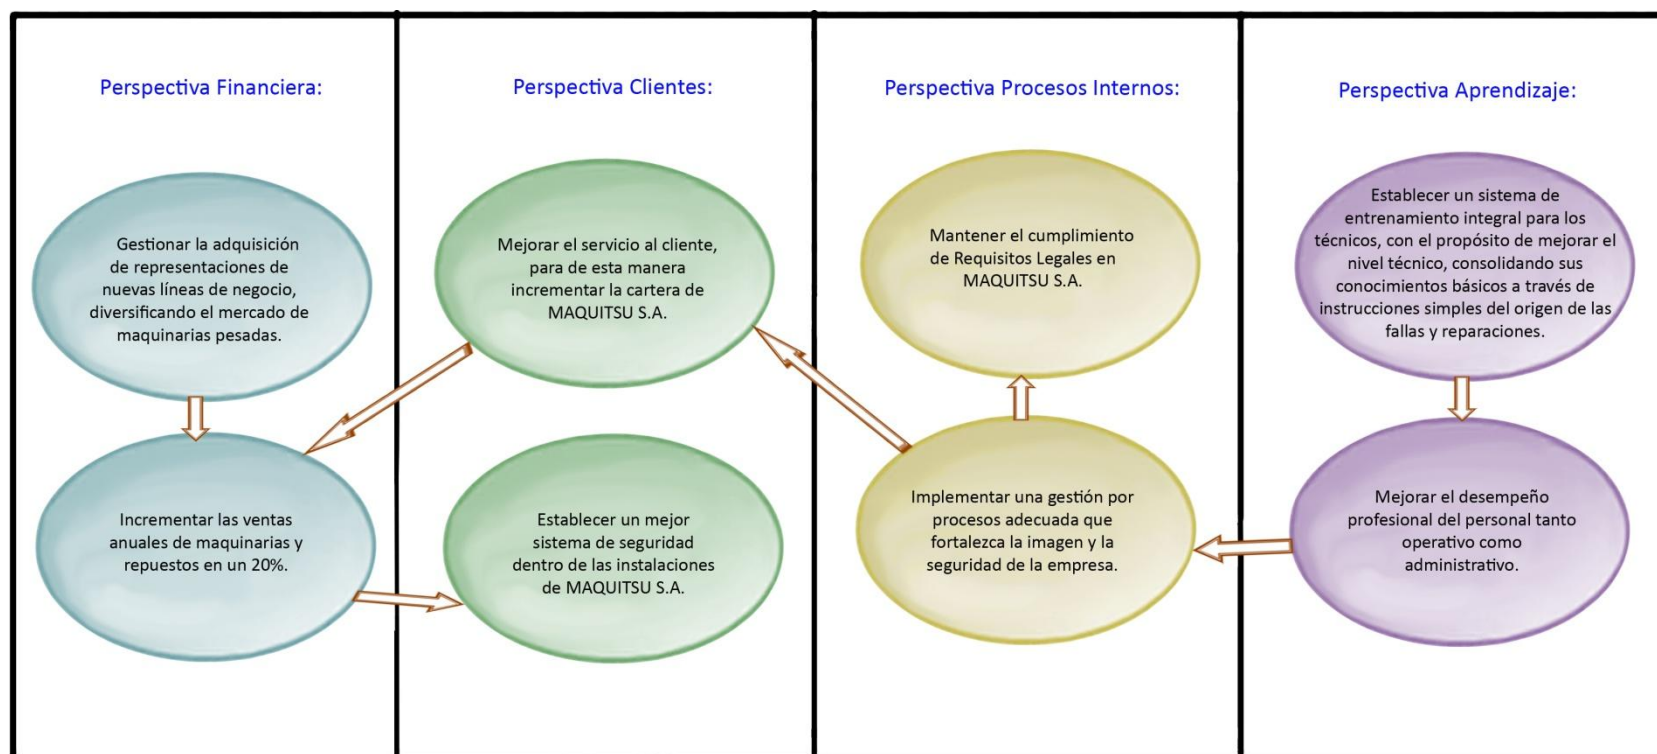 Perspectiva Financiera:
Gestionar la adquisición
de representaciones de
nuevas líneas de negocio,
diversificando el mercado de
maquinarias pesadas.
Incrementar las ventas
anuales de maquinarias y
repuestos en un 20%.
Perspectiva Clientes:
Mejorar el servicio al cliente,
para de esta manera
incrementar la cartera de
MAQUITSU S.A.
Establecer un mejor
sistema de seguridad
dentro de las instalaciones
de MAQUITSU S.A.
Perspectiva Procesos Internos:
Mantener el cumplimiento
de Requisitos Legales en
MAQUITSU S.A.
Implementar una gestión por
procesos adecuada que
fortalezca la imagen y la
seguridad de la empresa.
Perspectiva Aprendizaje:
Establecer un sistema de
entrenamiento integral para los
técnicos, con el propósito de mejorar el
nivel técnico, consolidando sus
conocimientos básicos a través de
instrucciones simples del origen de las
fallas y reparaciones.
Mejorar el desempeño
profesional del personal tanto
operativo como
administrativo.